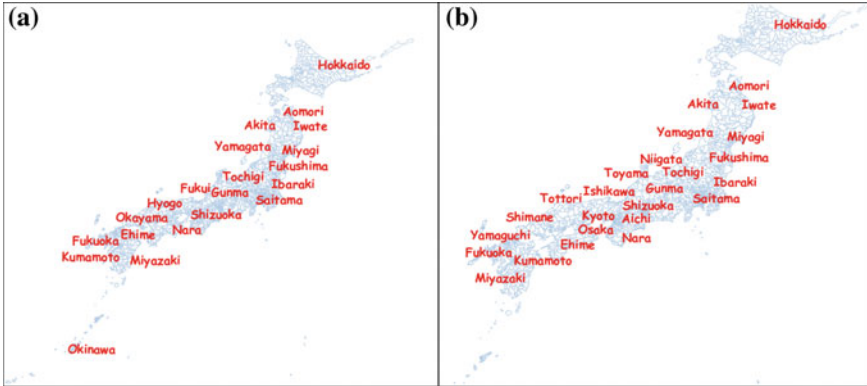 (a)
Hokkaido
Aomori
Akita
Iwate
Yamagata
Miyagi
Fukushima
Tochigi
Ibaraki
Fukui
Gunma
Saitama
Hyogo
Okayama
Shizuoka
Nara
Ehime
Fukuoka
Kumamoto
Miyazaki
Okinawa
(b)
Hokkaido
Aomori
Akita
Iwate
Yamagata
Miyagi
Niigata
Fukushima
Toyama
Tochigi
Ibaraki
Ishikawa
Gunma
Tottori
Saitama
Shizuoka
Shimane
Kyoto
Aichi
Osaka
Yamaguchi
Nara
Ehime
Fukuoka
Kumamoto
Miyazaki